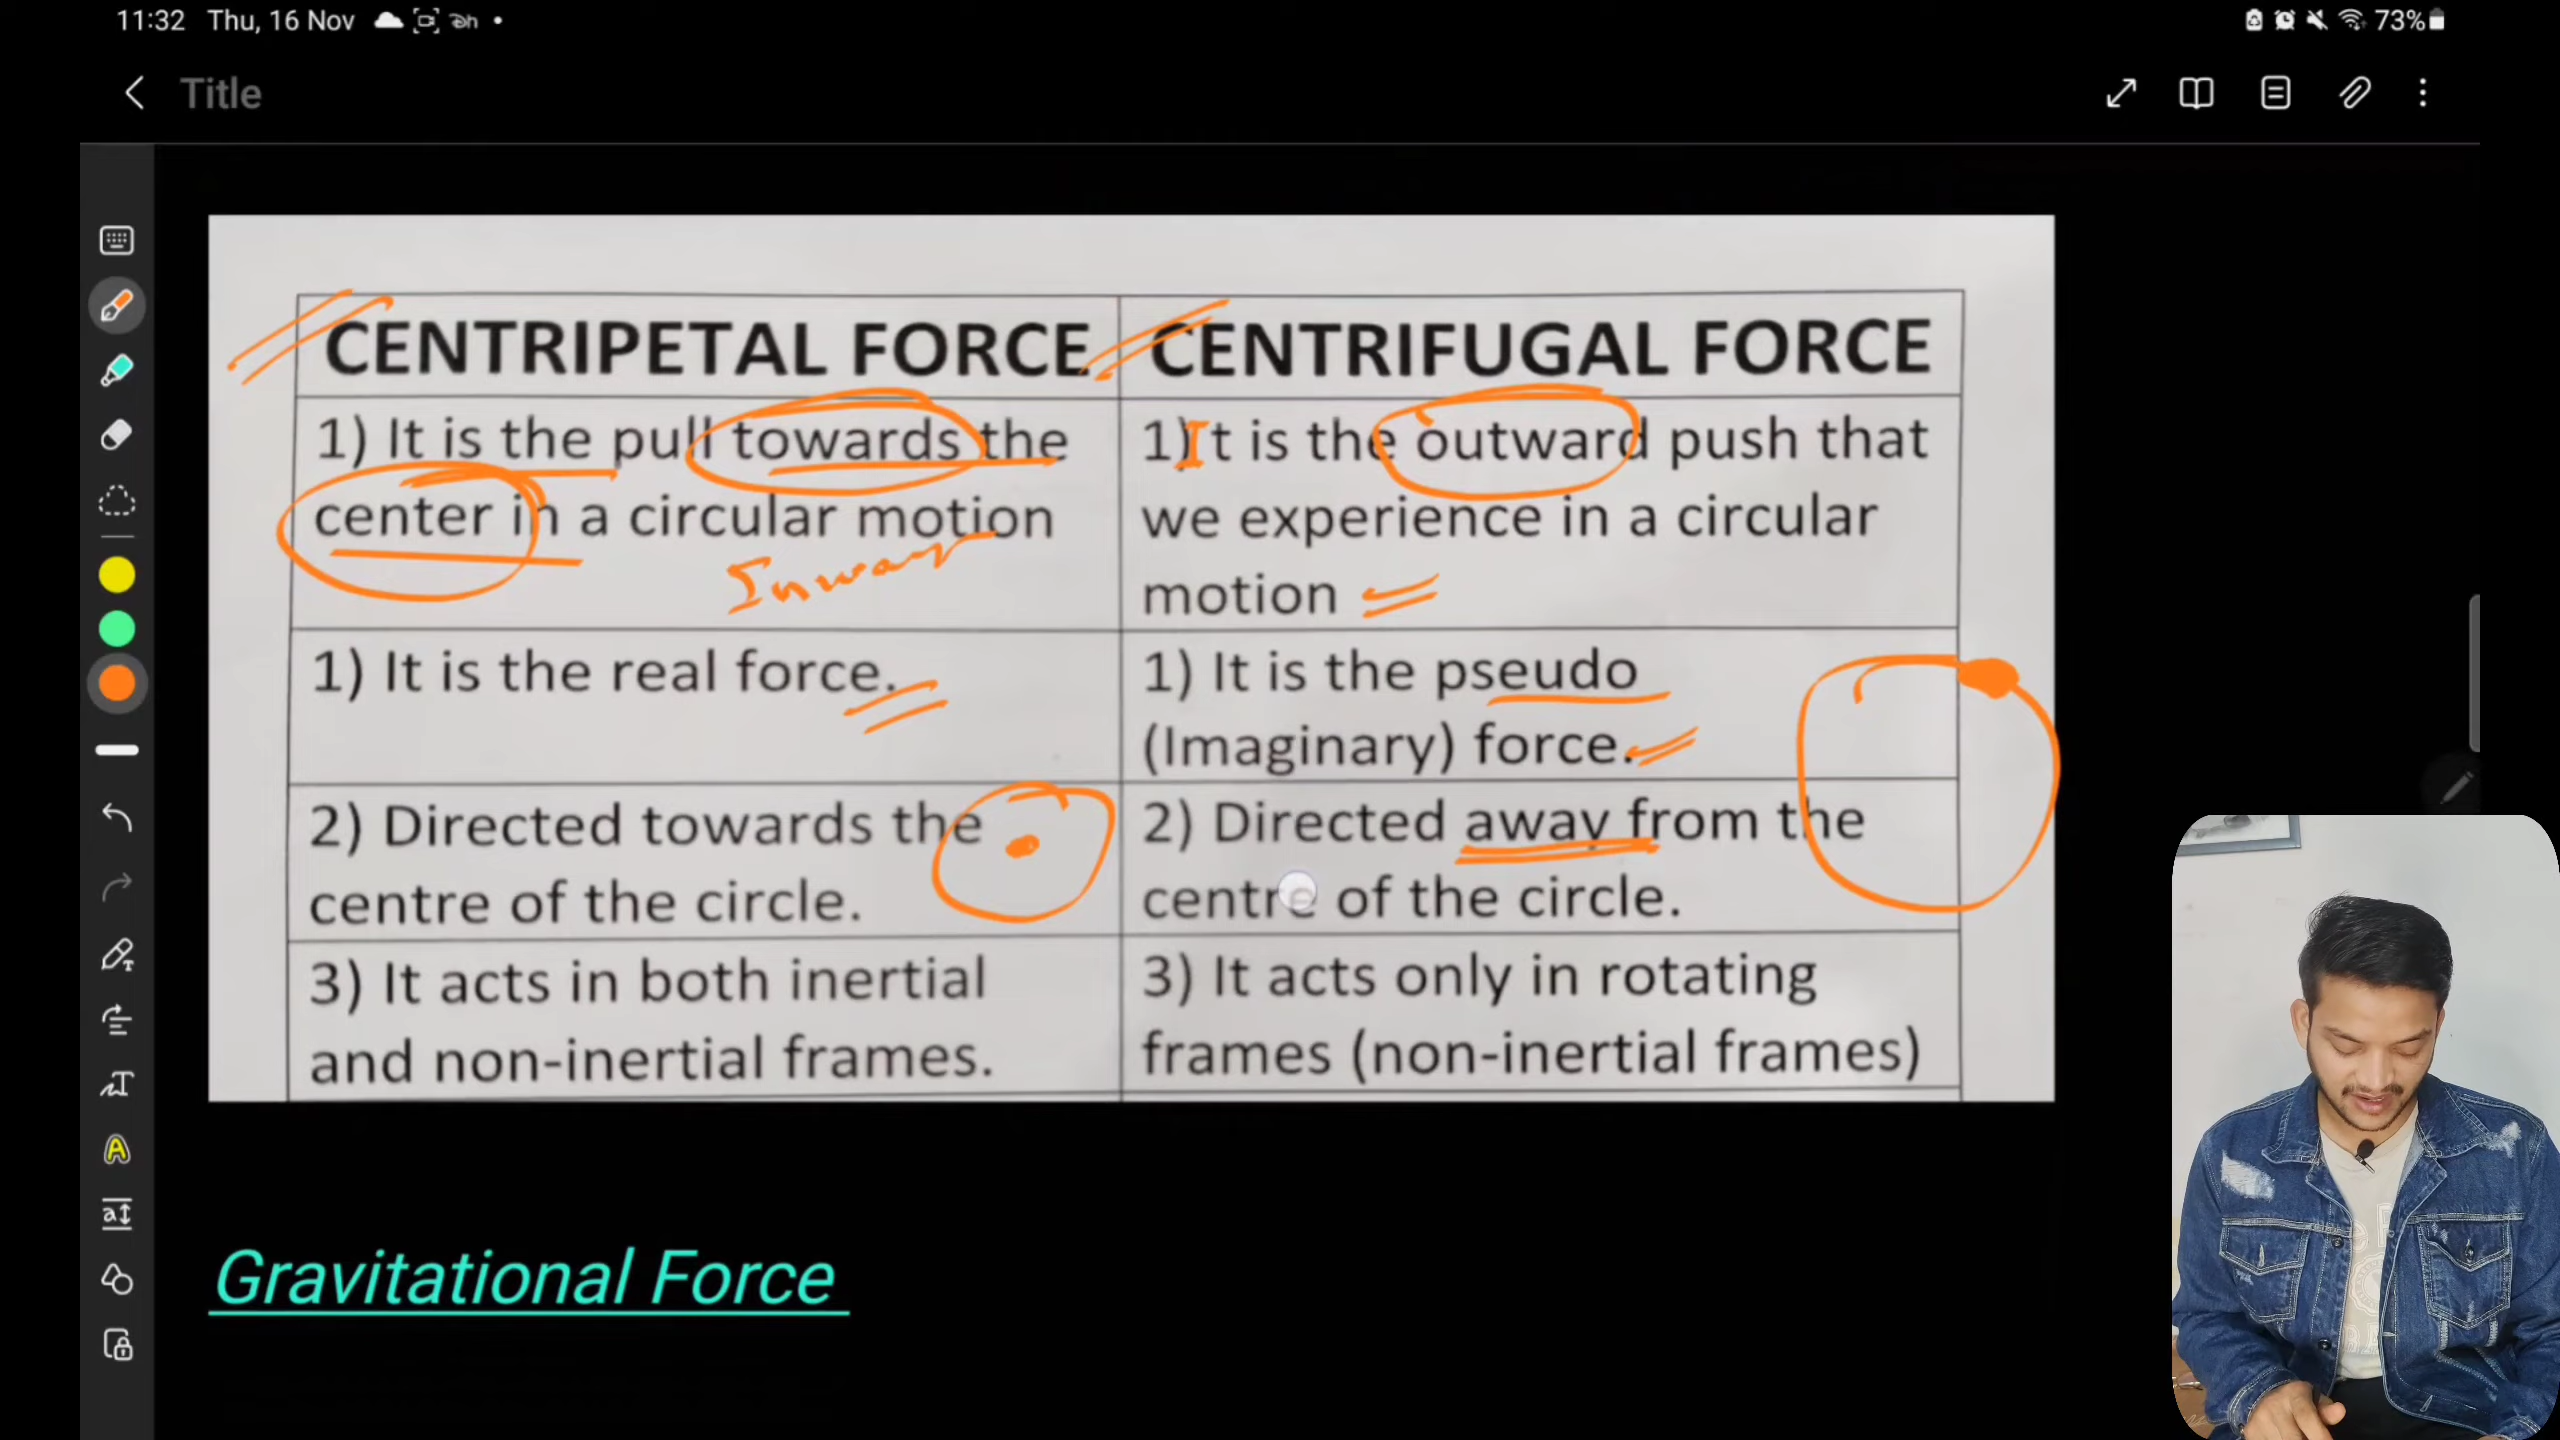 11:32 Thu, 16 Nov
73%
Title
CENTRIPETAL FORCE
1) It is the pull towards the
center in a circular motion
Inway
CENTRIFUGAL FORCE
1) It is the outward push that
we experience in a circular
motion
1) It is the real force.
1) It is the pseudo
(Imaginary) force.
2) Directed towards the
centre of the circle.
2) Directed away from the
centre of the circle.
3) It acts in both inertial
and non-inertial frames.
3) It acts only in rotating
frames (non-inertial frames)
Gravitational Force